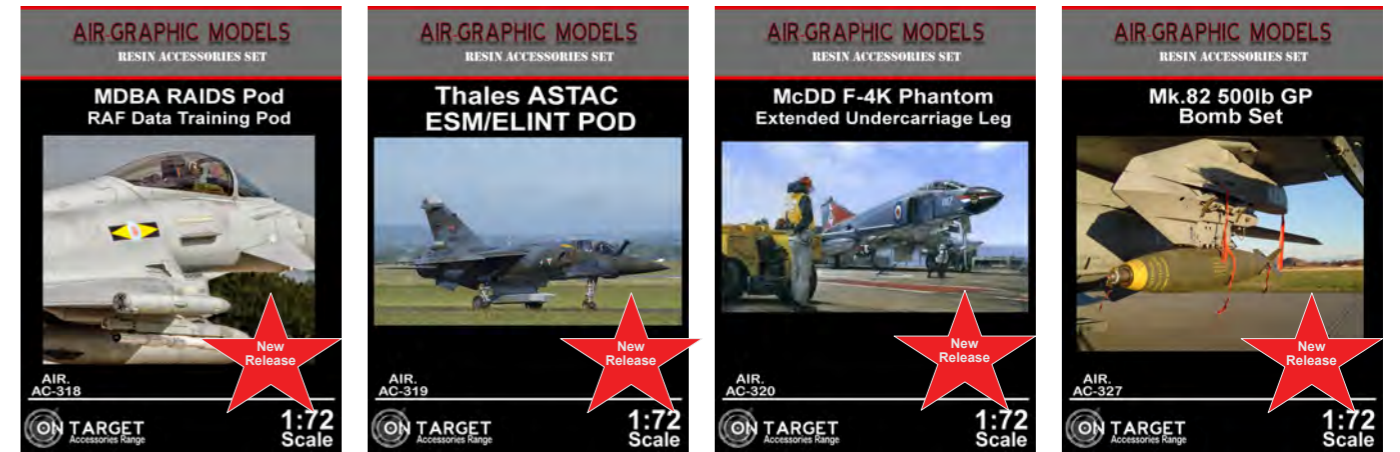 AIR-GRAPHIC MODELS
RESIN ACCESSORIES SET
MDBA RAIDS Pod
RAF Data Training Pod
New
Release
AIR.
AC-318
ON TARGET
Accessories Range
1:72
Scale
AIR-GRAPHIC MODELS
RESIN ACCESSORIES SET
Thales ASTAC
ESM/ELINT POD
New
Release
AIR.
AC-319
ON TARGET
Accessories Range
1:72
Scale
AIR-GRAPHIC MODELS
RESIN ACCESSORIES SET
McDD F-4K Phantom
Extended Undercarriage Leg
New
Release
AIR.
AC-320
ON TARGET
Accessories Range
1:72
Scale
AIR-GRAPHIC MODELS
RESIN ACCESSORIES SET
Mk.82 500lb GP
Bomb Set
New
Release
AIR.
AC-327
ON TARGET
Accessories Range
1:72
Scale